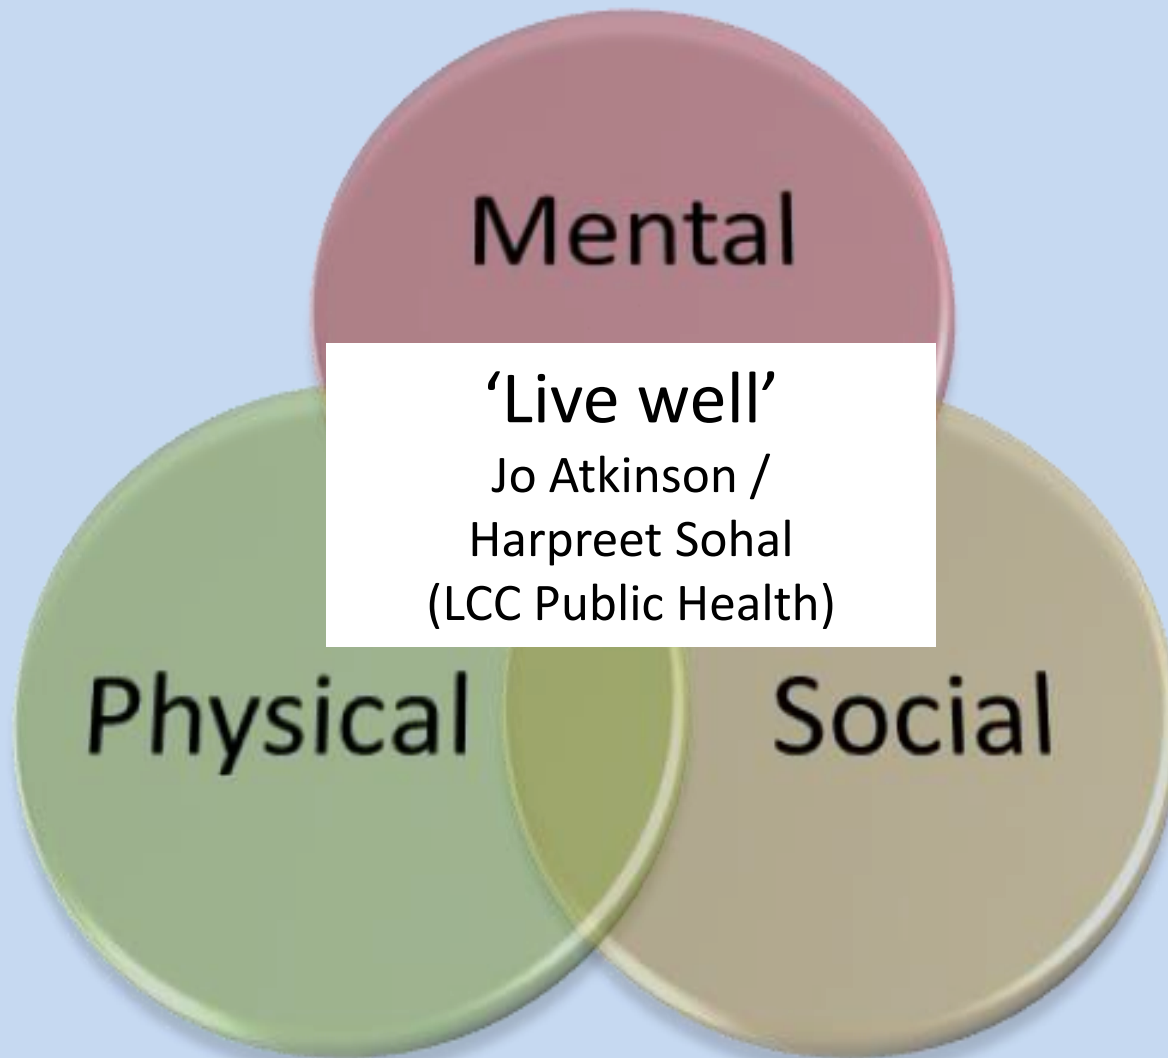 Mental
‘Live well’
Jo Atkinson /
Harpreet Sohal
(LCC Public Health)
Physical
Social